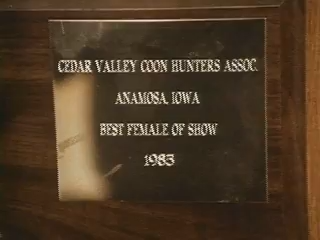 CEDAR VALLEY COON HUNTERS ASSOC.
ANAMOSA, IOWA
BEST FEMALE OF SHOW
1983